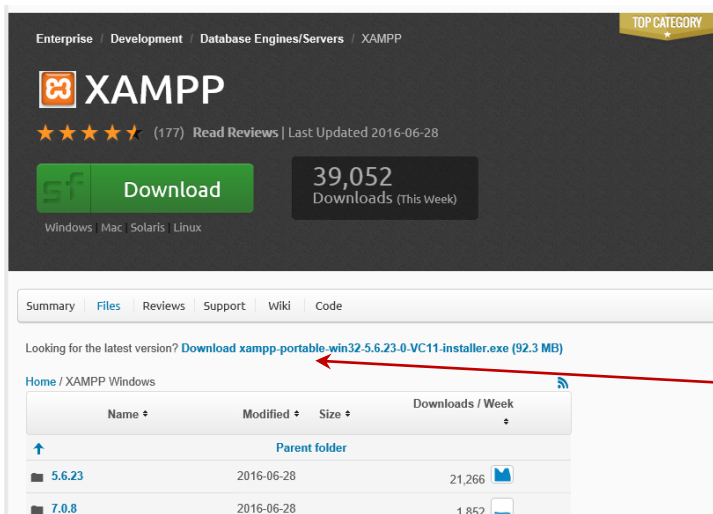 TOP CATEGORY
Enterprise / Development / Database Engines/Servers / XAMPP
XAMPP
(177) Read Reviews | Last Updated 2016-06-28
sf Download
39,052
Downloads (This Week)
Windows | Mac | Solaris | Linux
Summary Files Reviews Support Wiki Code
Looking for the latest version? Download xampp-portable-win32-5.6.23-0-VC11-installer.exe (92.3 MB)
Home / XAMPP Windows
Name Modified Size Downloads / Week
Parent folder
5.6.23 2016-06-28 21,266
7.0.8 2016-06-28 1,852